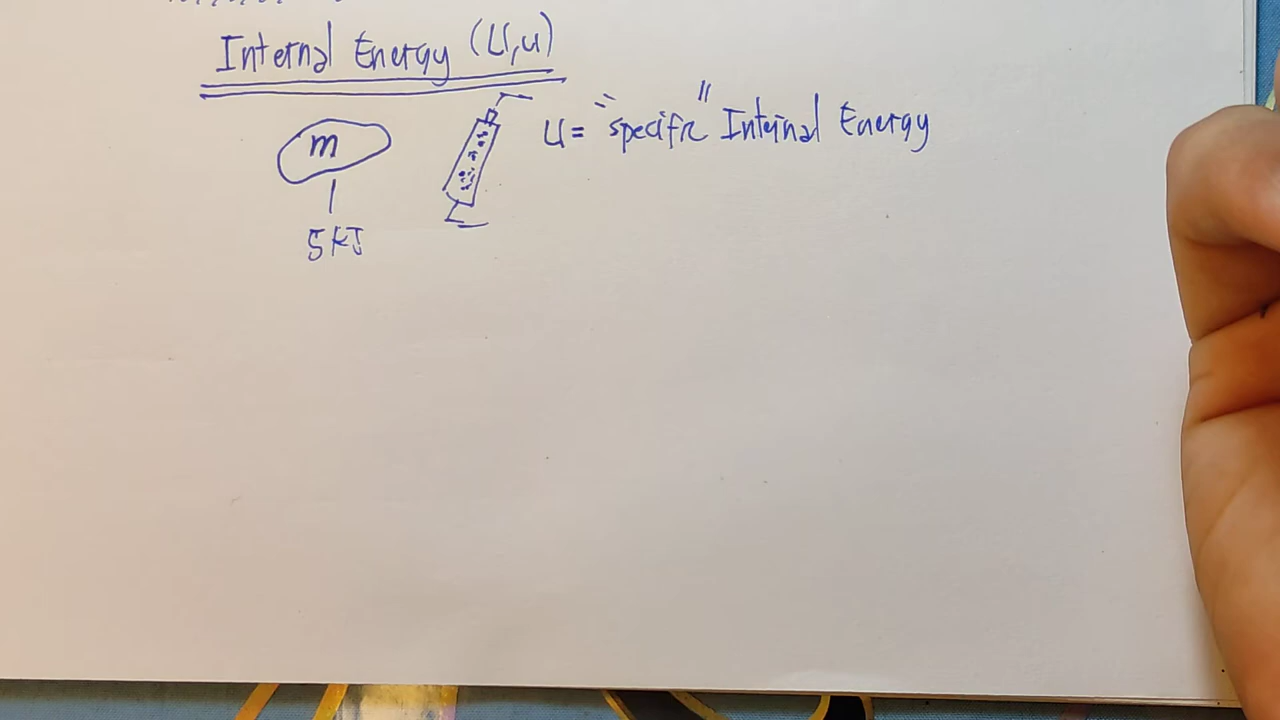 Internal Energy (U,u)
m
u = "specific" Internal Energy
5 kJ